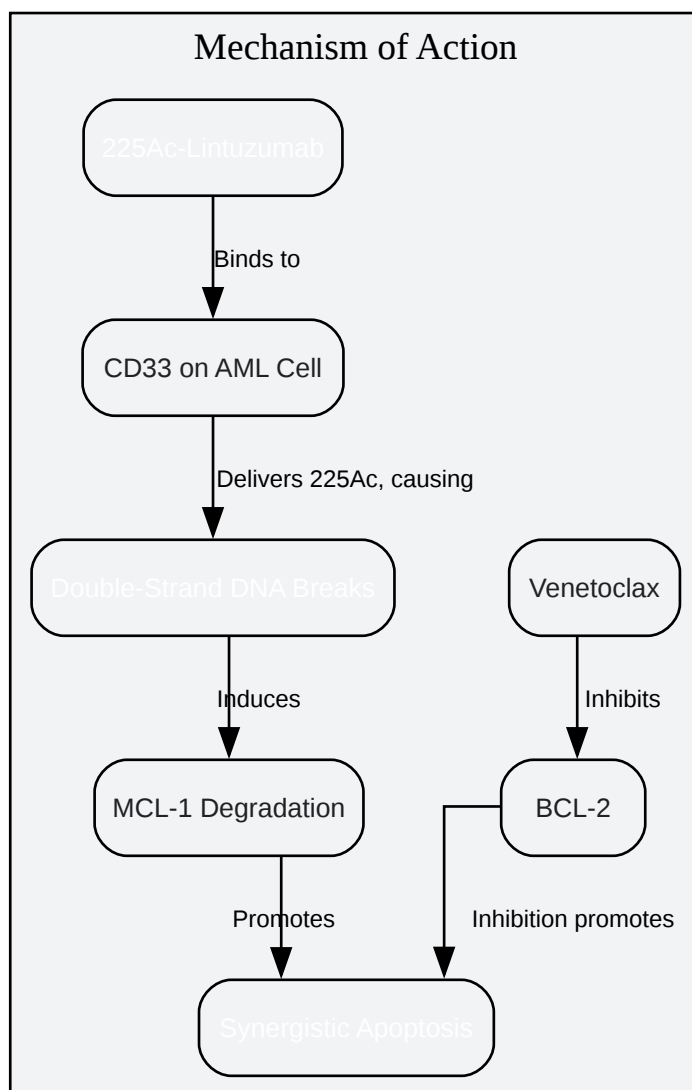 Mechanism of Action
225Ac-Lintuzumab
Binds to
CD33 on AML Cell
Delivers 225Ac, causing
Double-Strand DNA Breaks
Venetoclax
Induces
Inhibits
MCL-1 Degradation
BCL-2
Promotes
Inhibition promotes
Synergistic Apoptosis